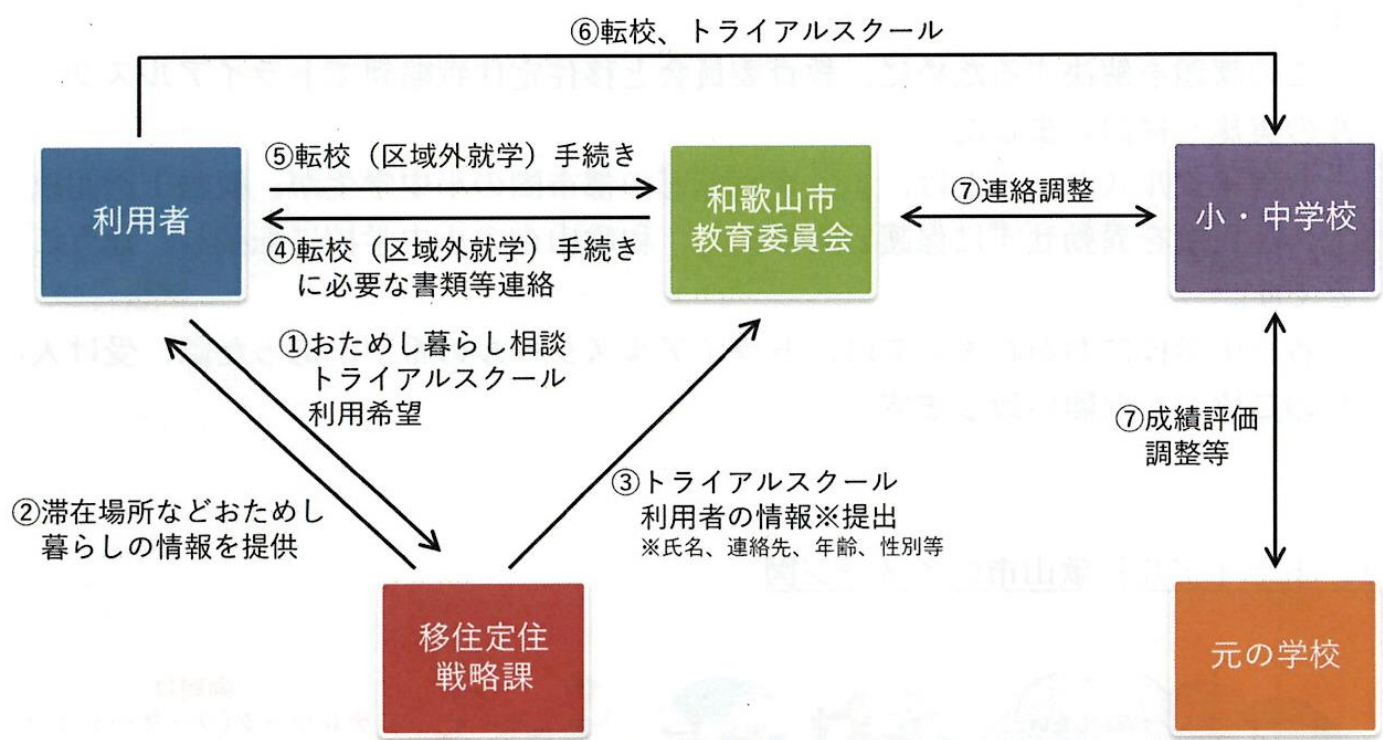 ⑥転校、トライアルスクール
⑤転校（区域外就学）手続き
利用者
和歌山市
教育委員会
⑦連絡調整
小・中学校
④転校（区域外就学）手続き
に必要な書類等連絡
①おためし暮らし相談
トライアルスクール
利用希望
⑦成績評価
調整等
②滞在場所などおためし
暮らしの情報を提供
③トライアルスクール
利用者の情報※提出
※氏名、連絡先、年齢、性別等
移住定住
戦略課
元の学校